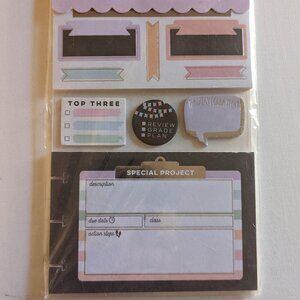 TOP THREE
REVIEW
GRADE
PLAN
SPECIAL PROJECT
description
due date
class
action steps